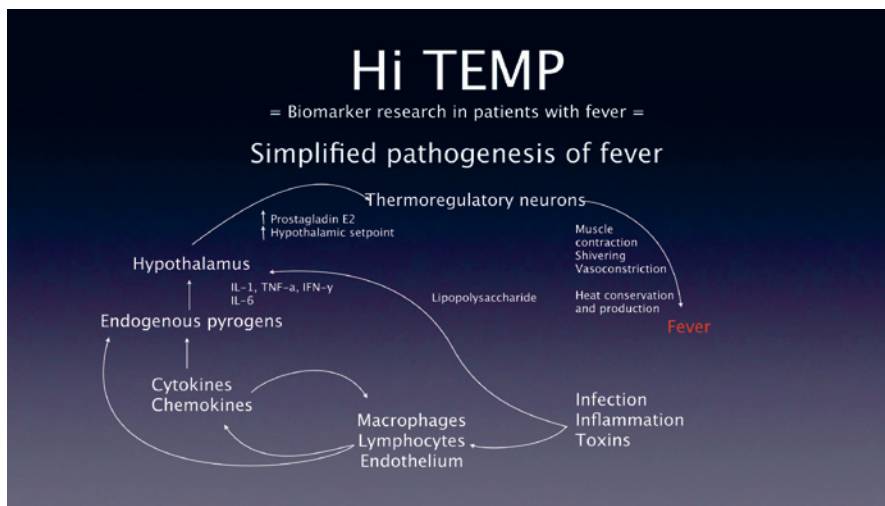 Hi TEMP
= Biomarker research in patients with fever =
Simplified pathogenesis of fever
Thermoregulatory neurons
↑ Prostagladin E2
↑ Hypothalamic setpoint
Muscle
contraction
Shivering
Vasoconstriction
Hypothalamus
IL-1, TNF-a, IFN-y
IL-6
Lipopolysaccharide
Heat conservation
and production
Endogenous pyrogens
Fever
Cytokines
Chemokines
Macrophages
Lymphocytes
Endothelium
Infection
Inflammation
Toxins